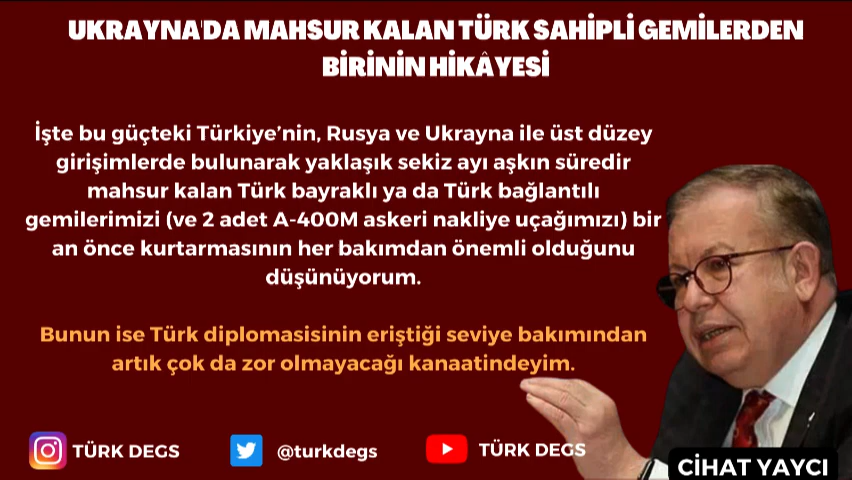 UKRAYNA'DA MAHSUR KALAN TÜRK SAHİPLİ GEMİLERDEN
BİRİNİN HİKÂYESİ
İşte bu güçteki Türkiye’nin, Rusya ve Ukrayna ile üst düzey
girişimlerde bulunarak yaklaşık sekiz ayı aşkın süredir
mahsur kalan Türk bayraklı ya da Türk bağlantılı
gemilerimizi (ve 2 adet A-400M askeri nakliye uçağımızı) bir
an önce kurtarmasının her bakımdan önemli olduğunu
düşünüyorum.
Bunun ise Türk diplomasisinin eriştiği seviye bakımından
artık çok da zor olmayacağı kanaatindeyim.
TÜRK DEGS
@turkdegs
TÜRK DEGS
CİHAT YAYCI